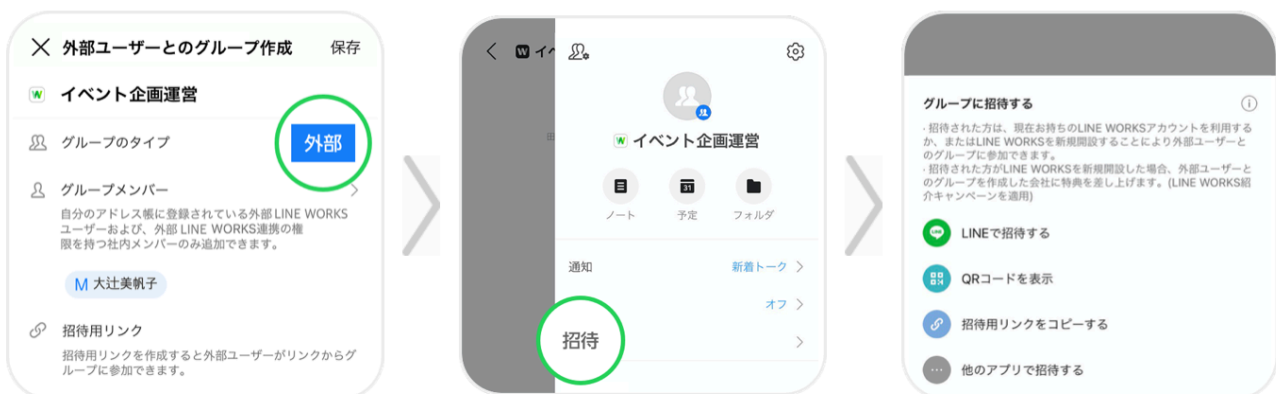 外部ユーザーとのグループ作成 保存
イベント企画運営
グループのタイプ 外部
グループメンバー
自分のアドレス帳に登録されている外部 LINE WORKS
ユーザーおよび、外部 LINE WORKS連携の権
限を持つ社内メンバーのみ追加できます。
M 大辻美帆子
招待用リンク
招待用リンクを作成すると外部ユーザーがリンクからグ
ループに参加できます。
W イベ
W イベント企画運営
31
ノート 予定 フォルダ
通知 新着トーク
オフ
招待
グループに招待する
・招待された方は、現在お持ちのLINE WORKSアカウントを利用する
か、またはLINE WORKSを新規開設することにより外部ユーザーと
のグループに参加できます。
・招待された方がLINE WORKSを新規開設した場合、外部ユーザーと
のグループを作成した会社に特典を差し上げます。(LINE WORKS紹
介キャンペーンを適用)
LINE LINEで招待する
QRコードを表示
招待用リンクをコピーする
他のアプリで招待する